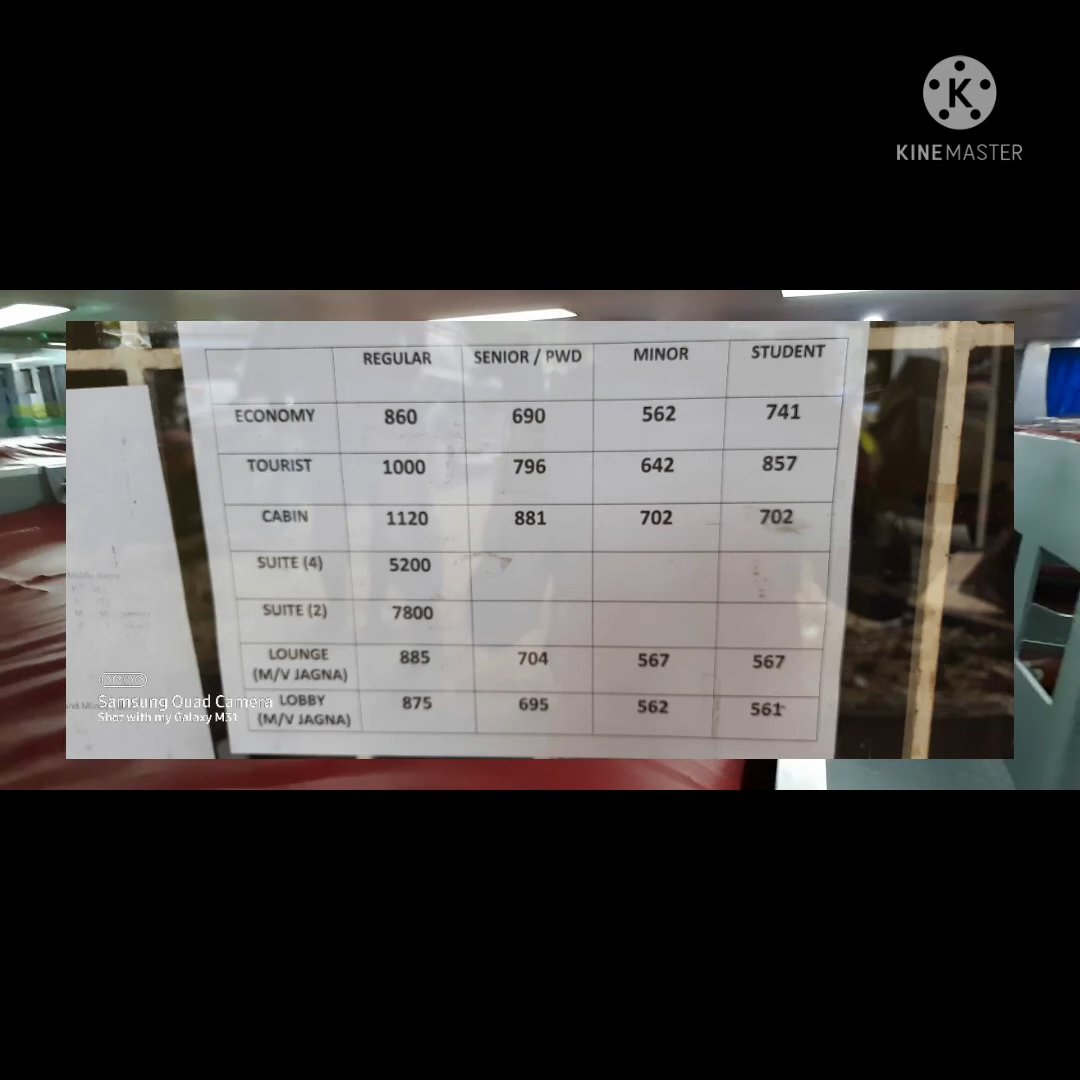 KINEMASTER
REGULAR SENIOR / PWD MINOR STUDENT
ECONOMY 860 690 562 741
TOURIST 1000 796 642 857
CABIN 1120 881 702 702
SUITE (4) 5200
SUITE (2) 7800
LOUNGE (M/V JAGNA) 885 704 567 567
LOBBY (M/V JAGNA) 875 695 562 561
Middle Name
Samsung Quad Camera
Shot with my Galaxy M31